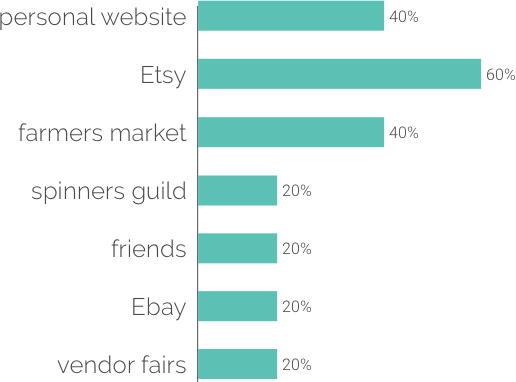 personal website 40%
Etsy 60%
farmers market 40%
spinners guild 20%
friends 20%
Ebay 20%
vendor fairs 20%